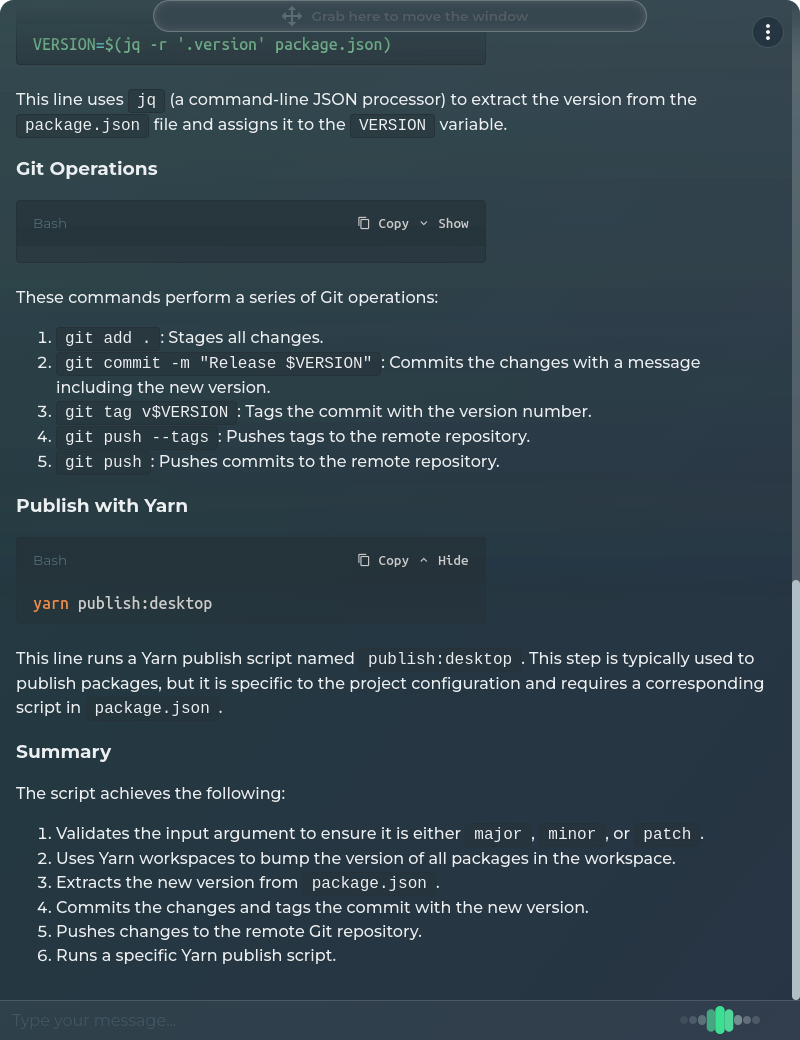 Grab here to move the window
VERSION=$(jq -r '.version' package.json)
This line uses jq (a command-line JSON processor) to extract the version from the
package.json file and assigns it to the VERSION variable.
Git Operations
Bash Copy Show
These commands perform a series of Git operations:
1. git add . : Stages all changes.
2. git commit -m "Release $VERSION" : Commits the changes with a message
including the new version.
3. git tag v$VERSION : Tags the commit with the version number.
4. git push --tags : Pushes tags to the remote repository.
5. git push : Pushes commits to the remote repository.
Publish with Yarn
Bash Copy Hide
yarn publish:desktop
This line runs a Yarn publish script named publish:desktop . This step is typically used to
publish packages, but it is specific to the project configuration and requires a corresponding
script in package.json .
Summary
The script achieves the following:
1. Validates the input argument to ensure it is either major , minor , or patch .
2. Uses Yarn workspaces to bump the version of all packages in the workspace.
3. Extracts the new version from package.json .
4. Commits the changes and tags the commit with the new version.
5. Pushes changes to the remote Git repository.
6. Runs a specific Yarn publish script.
Type your message...